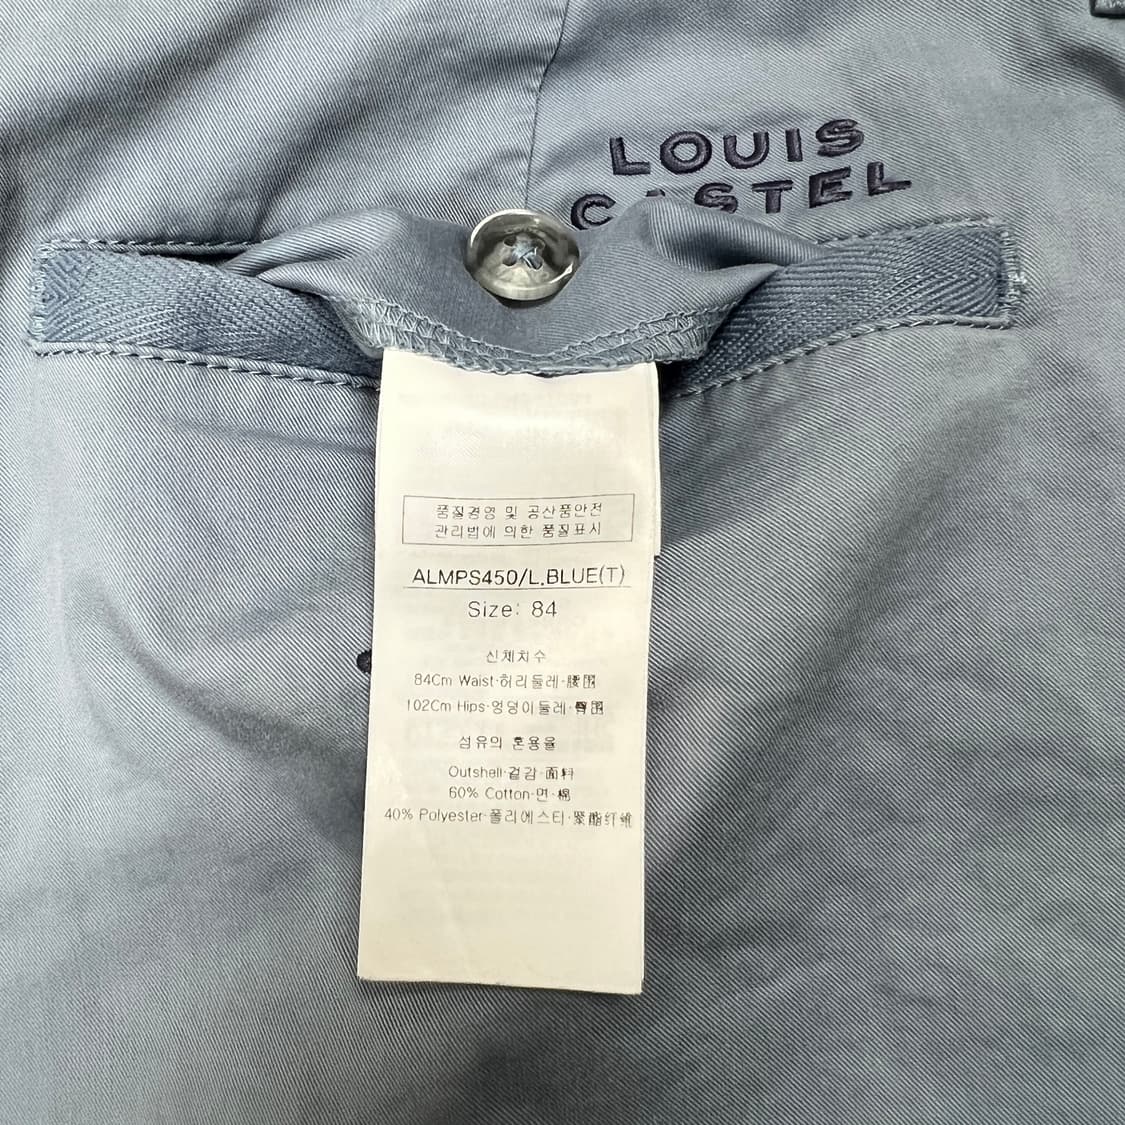 LOUIS
CASTEL
품질경영 및 공산품안전
관리법에 의한 품질표시
ALMPS450/L.BLUE(T)
Size: 84
신체치수
84Cm Waist·허리둘레·腰围
102Cm Hips·엉덩이둘레·臀围
섬유의 혼용율
Outshell·겉감·面料
60% Cotton·면·棉
40% Polyester·폴리에스터·聚酯纤维